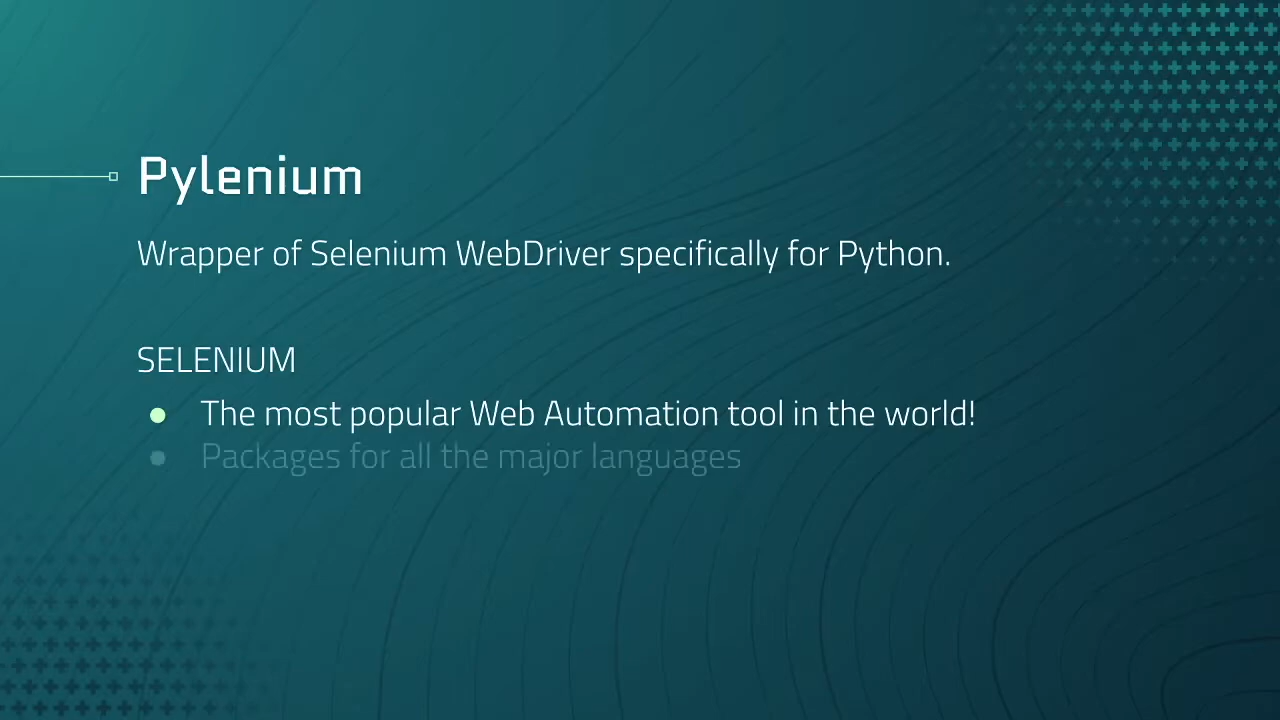 Pylenium
Wrapper of Selenium WebDriver specifically for Python.
SELENIUM
● The most popular Web Automation tool in the world!
● Packages for all the major languages